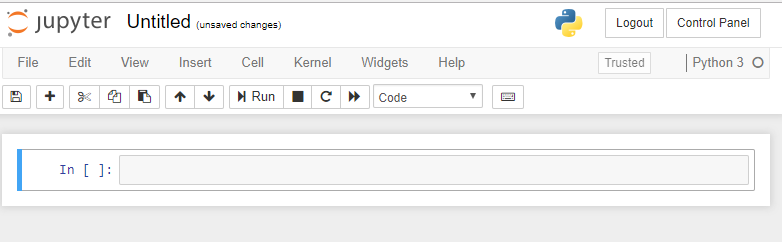 jupyter Untitled (unsaved changes) Logout Control Panel
File Edit View Insert Cell Kernel Widgets Help Trusted Python 3
Run Code
In [ ]: